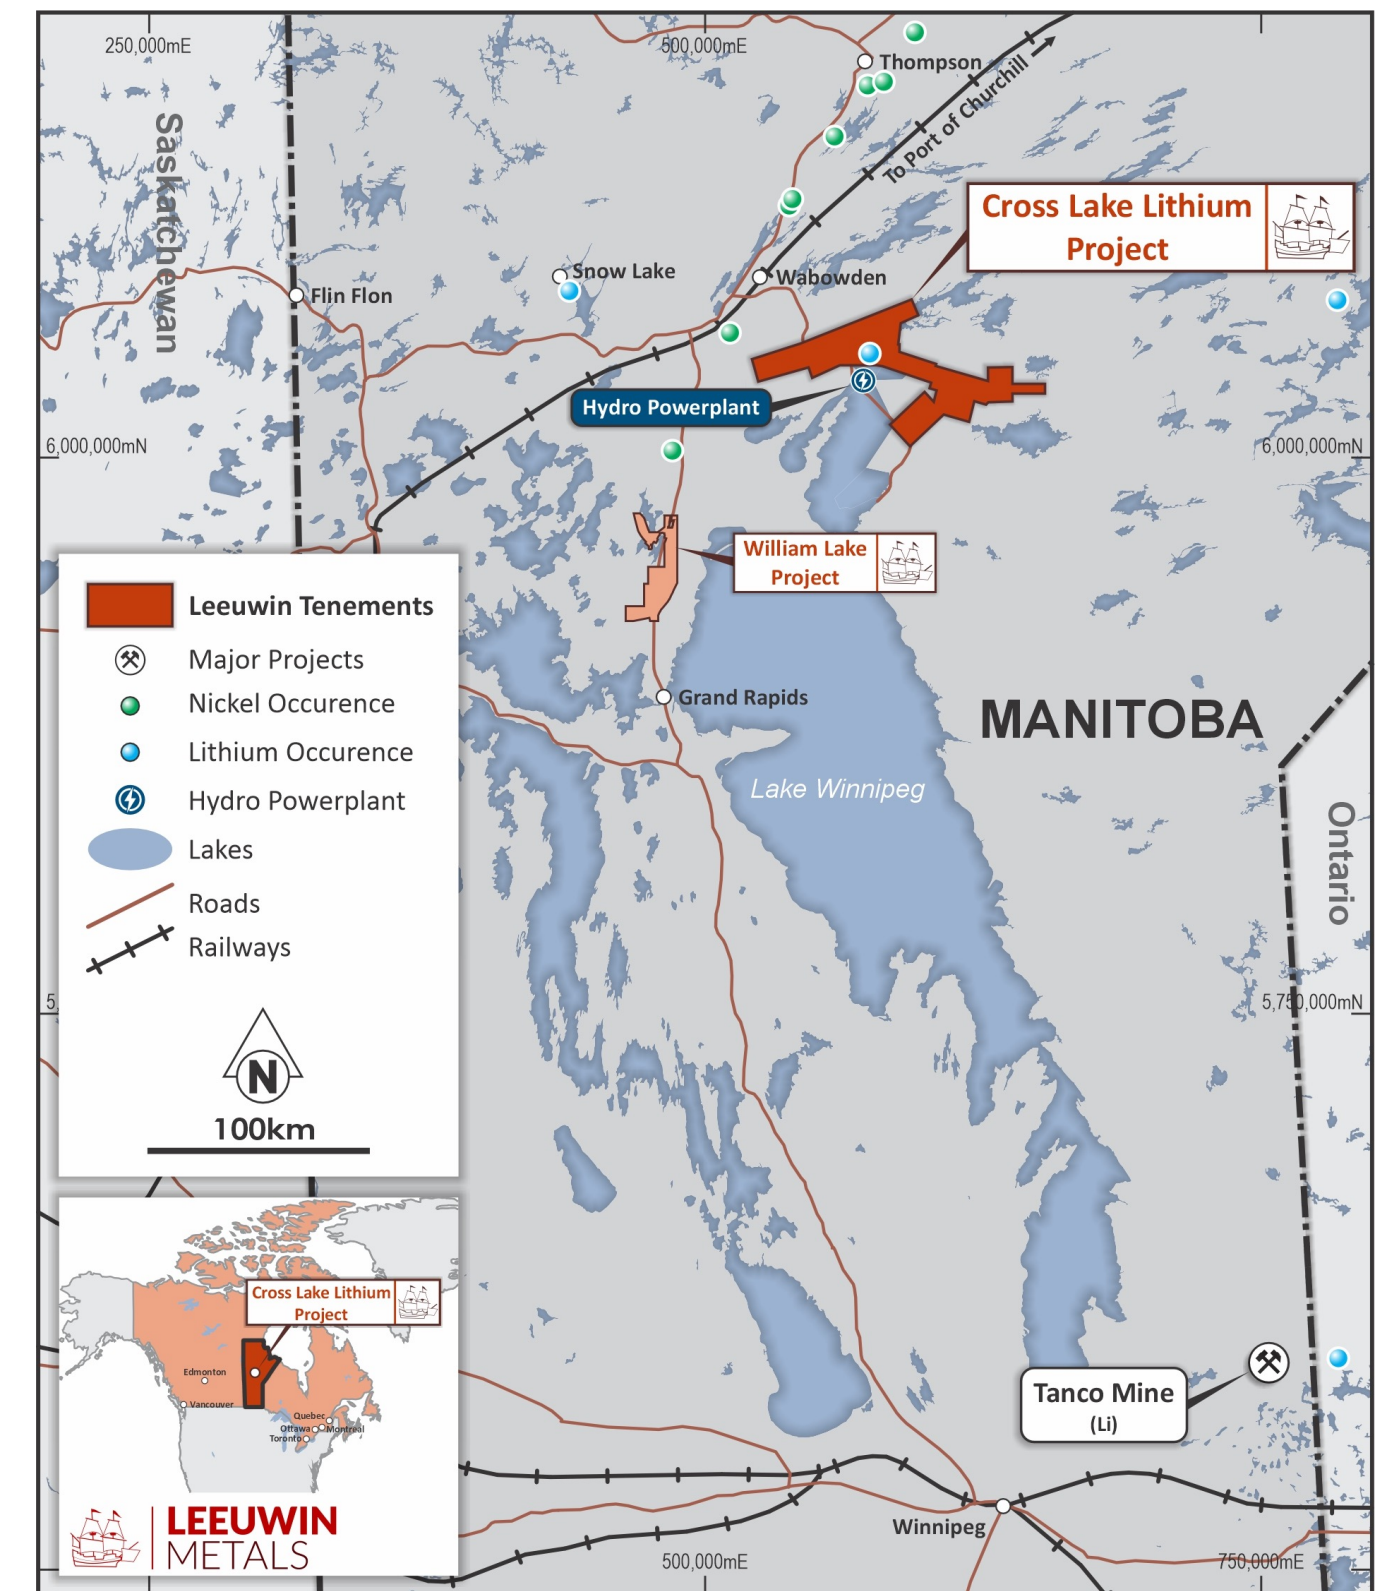 250,000mE
500,000mE
Thompson
To Port of Churchill
Saskatchewan
Cross Lake Lithium
Project
Snow Lake
Wabowden
Flin Flon
Hydro Powerplant
6,000,000mN
6,000,000mN
William Lake
Project
Leeuwin Tenements
Major Projects
Nickel Occurence
Lithium Occurence
Hydro Powerplant
Lakes
Roads
Railways
N
100km
Grand Rapids
MANITOBA
Lake Winnipeg
Ontario
5,
5,750,000mN
Cross Lake Lithium
Project
Edmonton
Vancouver
Quebec
Ottawa
Montreal
Toronto
Tanco Mine
(Li)
LEEUWIN
METALS
Winnipeg
500,000mE
750,000mE